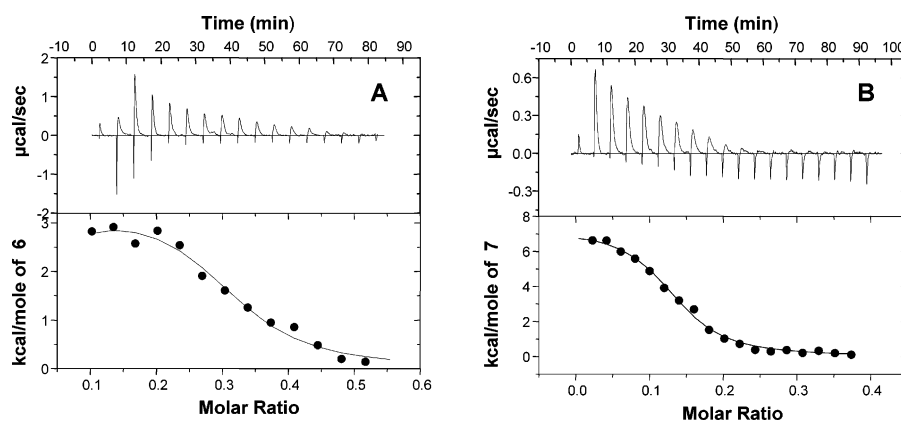 Time (min)
-10 0 10 20 30 40 50 60 70 80 90
2
1
0
-1
-2
µcal/sec
A
3
2
1
0
kcal/mole of 6
0.1 0.2 0.3 0.4 0.5 0.6
Molar Ratio
Time (min)
-10 0 10 20 30 40 50 60 70 80 90 100
0.6
0.3
0.0
-0.3
µcal/sec
B
8
6
4
2
0
kcal/mole of 7
0.0 0.1 0.2 0.3 0.4
Molar Ratio